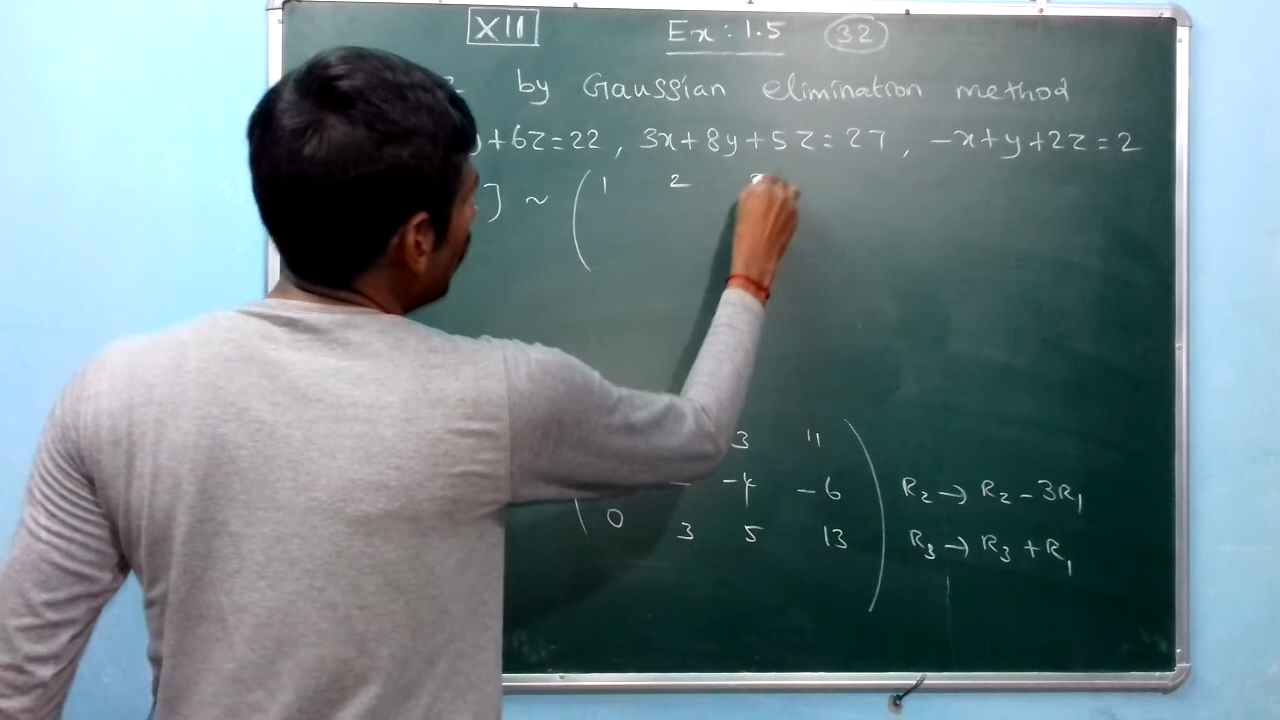 XII Ex: 1.5 32
by Gaussian elimination method
y+6z=22, 3x+8y+5z=27, -x+y+2z=2
] ~ ( 1 2
3 11
-4 -6 R₂→R₂-3R₁
0 3 5 13 R₃→R₃+R₁